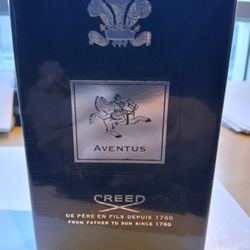 AVENTUS
CREED
DE PÈRE EN FILS DEPUIS 1760
FROM FATHER TO SON SINCE 1760